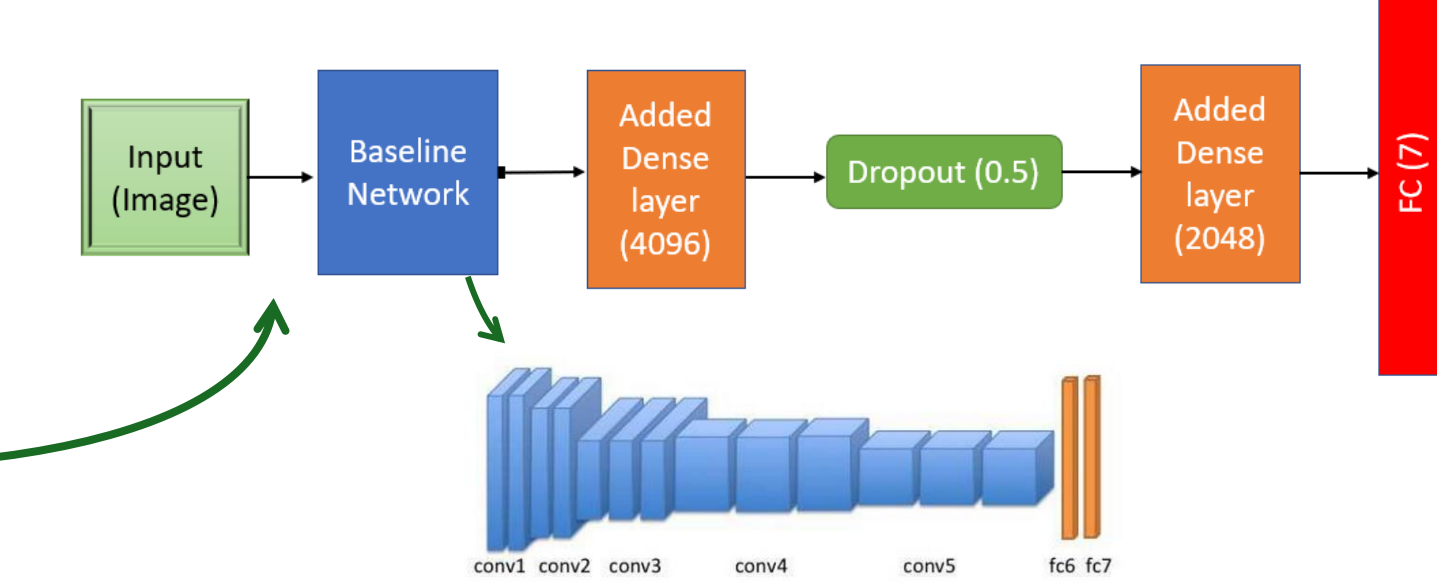 Input
(Image)
Baseline
Network
Added
Dense
layer
(4096)
Dropout (0.5)
Added
Dense
layer
(2048)
FC (7)
conv1 conv2 conv3 conv4 conv5 fc6 fc7